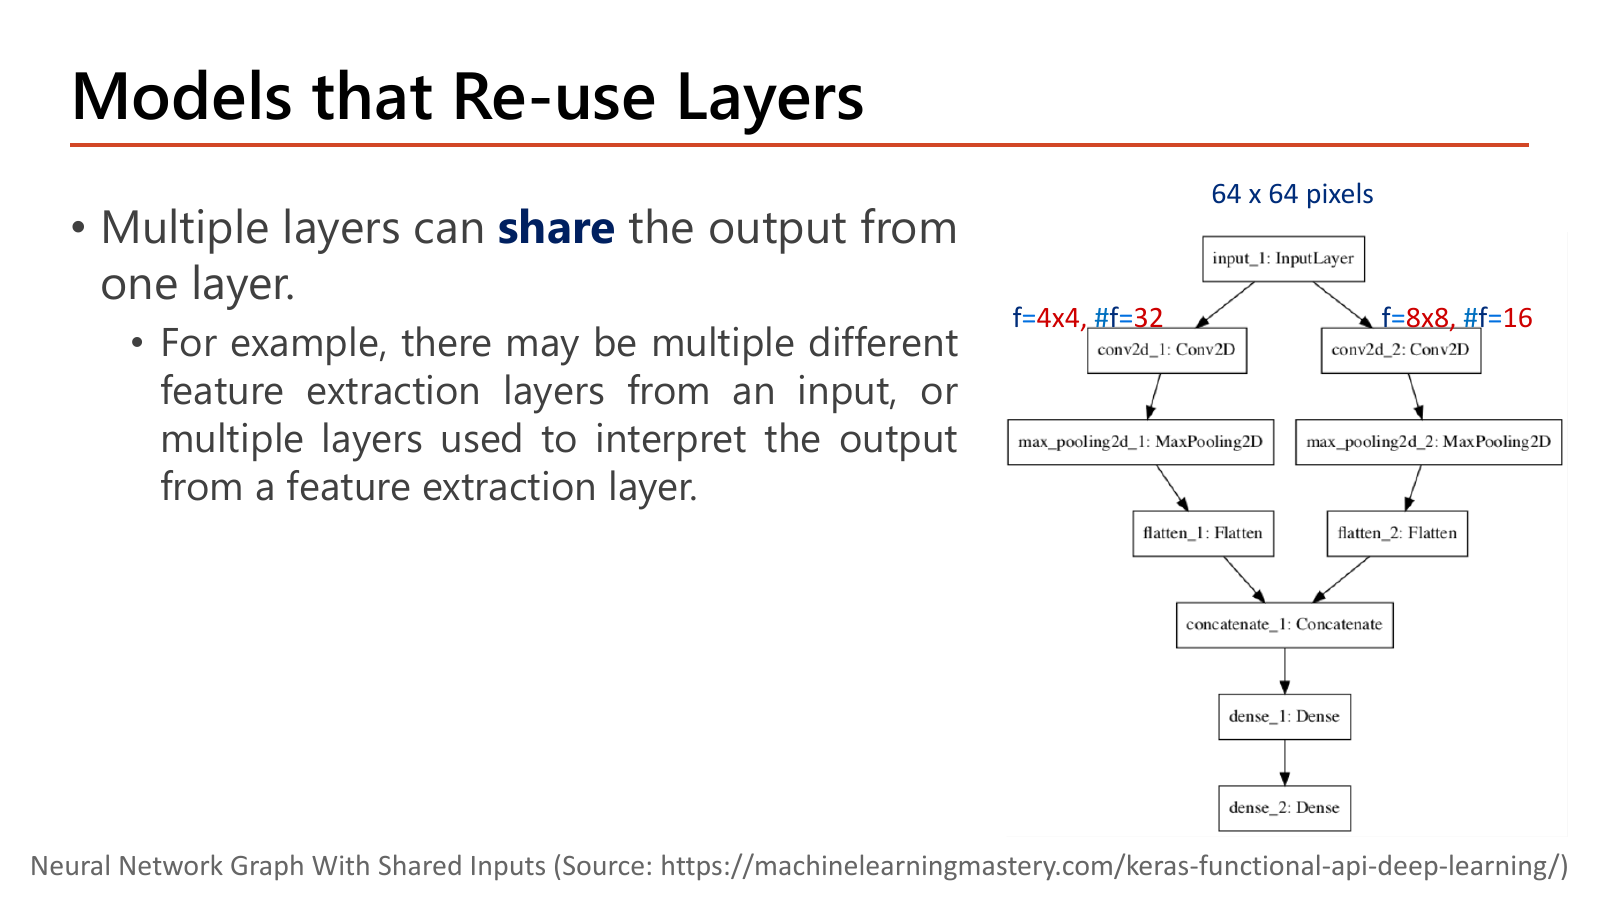 Models that Re-use Layers
• Multiple layers can share the output from
one layer.
• For example, there may be multiple different
feature extraction layers from an input, or
multiple layers used to interpret the output
from a feature extraction layer.
64 x 64 pixels
input_1: InputLayer
f=4x4, #f=32
f=8x8, #f=16
conv2d_1: Conv2D
conv2d_2: Conv2D
max_pooling2d_1: MaxPooling2D
max_pooling2d_2: MaxPooling2D
flatten_1: Flatten
flatten_2: Flatten
concatenate_1: Concatenate
dense_1: Dense
dense_2: Dense
Neural Network Graph With Shared Inputs (Source: https://machinelearningmastery.com/keras-functional-api-deep-learning/)